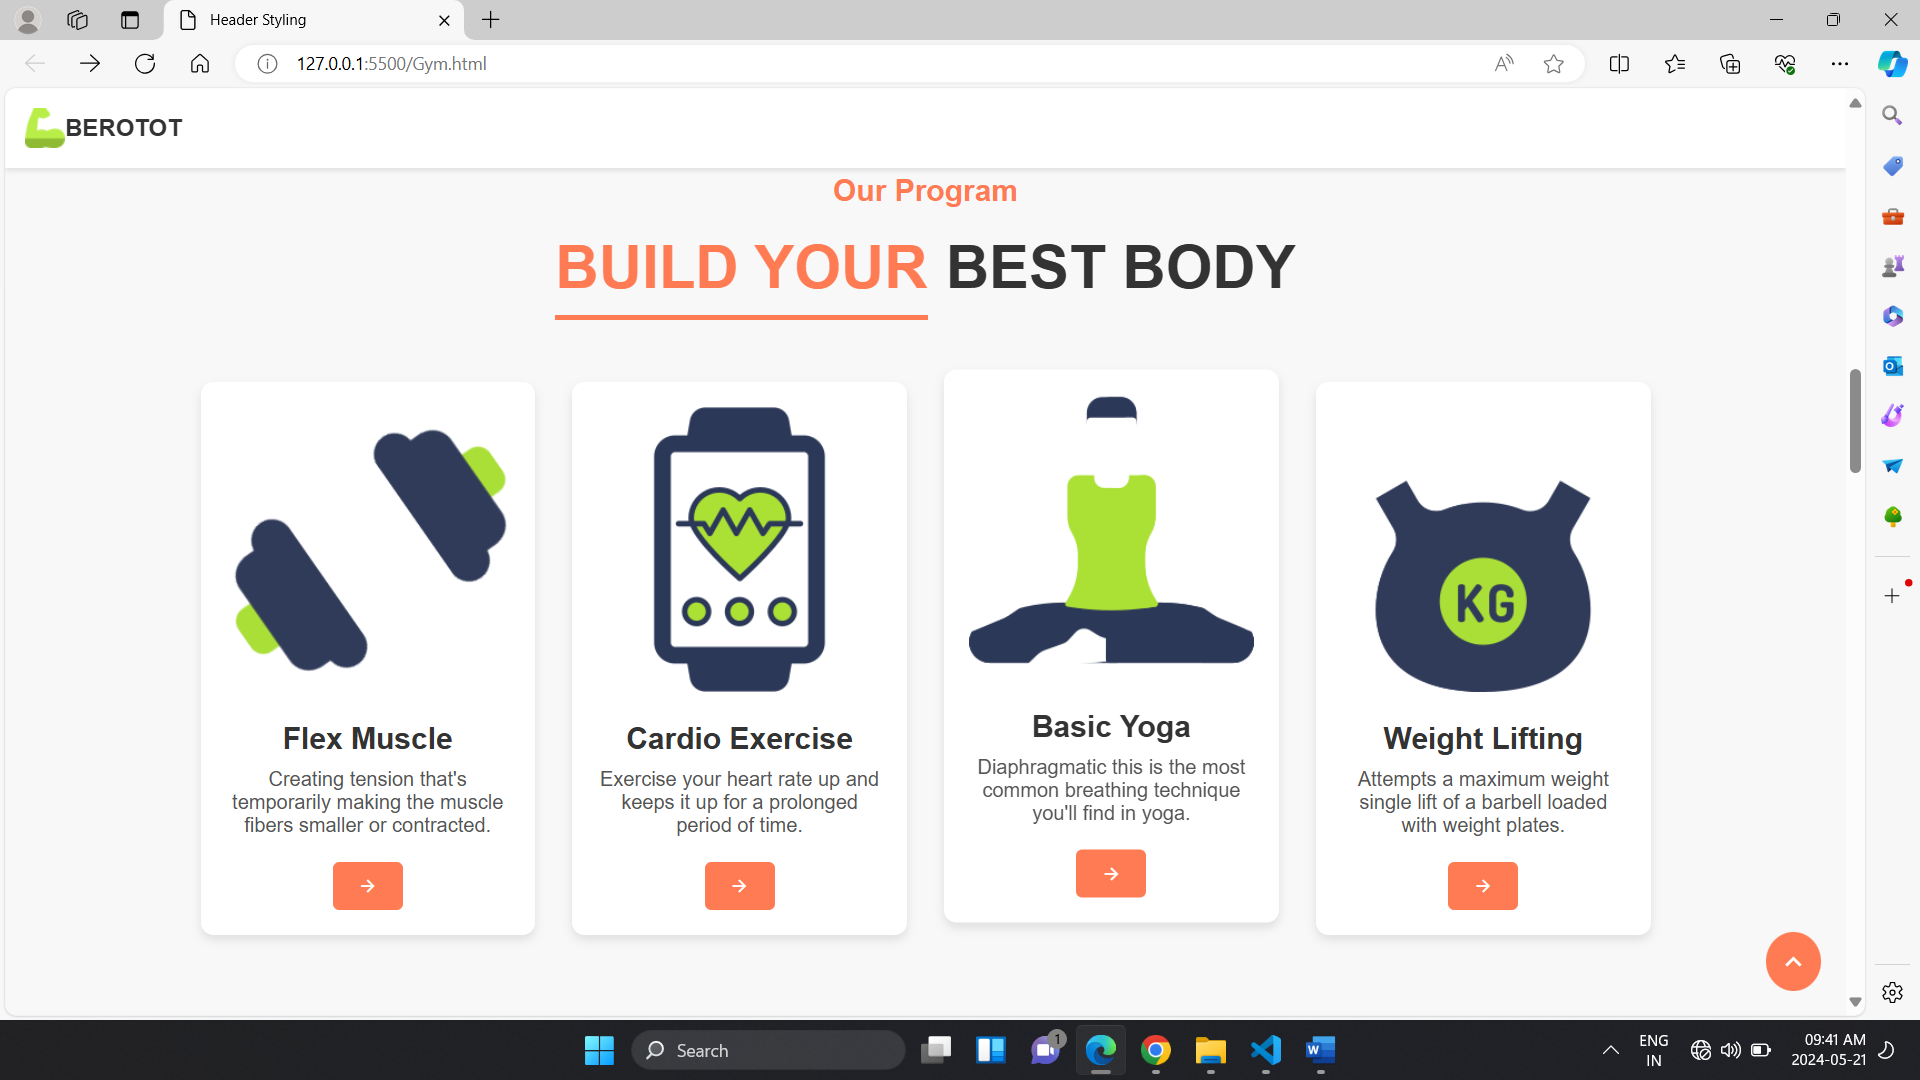 Header Styling
127.0.0.1:5500/Gym.html
BEROTOT
Our Program
BUILD YOUR BEST BODY
KG
Flex Muscle
Creating tension that's
temporarily making the muscle
fibers smaller or contracted.
Cardio Exercise
Exercise your heart rate up and
keeps it up for a prolonged
period of time.
Basic Yoga
Diaphragmatic this is the most
common breathing technique
you'll find in yoga.
Weight Lifting
Attempts a maximum weight
single lift of a barbell loaded
with weight plates.
Search
1
ENG
IN
09:41 AM
2024-05-21